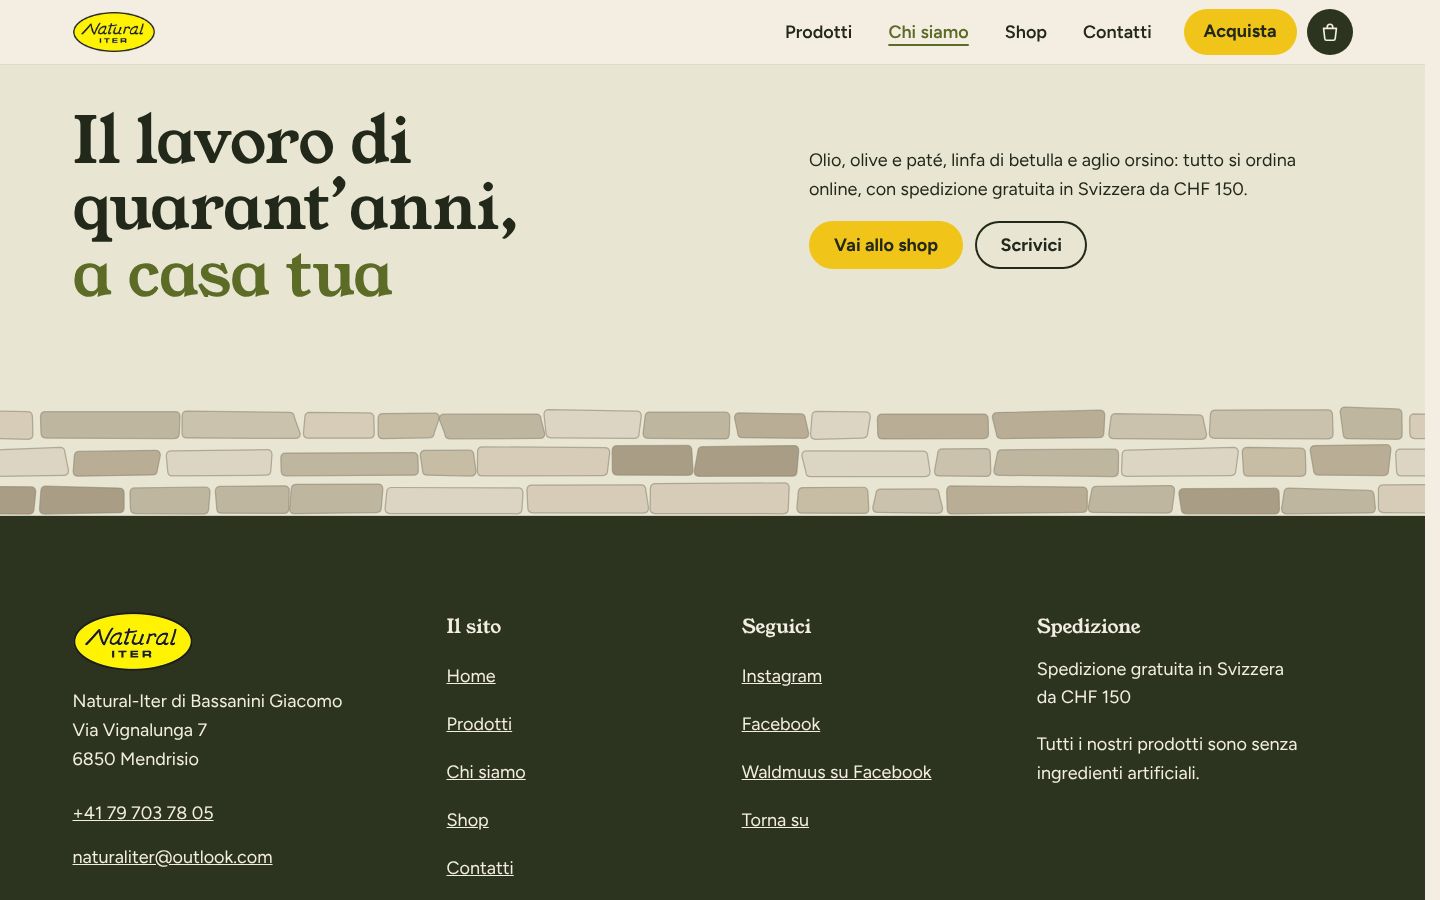 Natural
ITER
Prodotti
Chi siamo
Shop
Contatti
Acquista
Il lavoro di
quarant’anni,
a casa tua
Olio, olive e paté, linfa di betulla e aglio orsino: tutto si ordina
online, con spedizione gratuita in Svizzera da CHF 150.
Vai allo shop
Scrivici
Natural
ITER
Natural-Iter di Bassanini Giacomo
Via Vignalunga 7
6850 Mendrisio
+41 79 703 78 05
naturaliter@outlook.com
Il sito
Home
Prodotti
Chi siamo
Shop
Contatti
Seguici
Instagram
Facebook
Waldmuus su Facebook
Torna su
Spedizione
Spedizione gratuita in Svizzera
da CHF 150
Tutti i nostri prodotti sono senza
ingredienti artificiali.